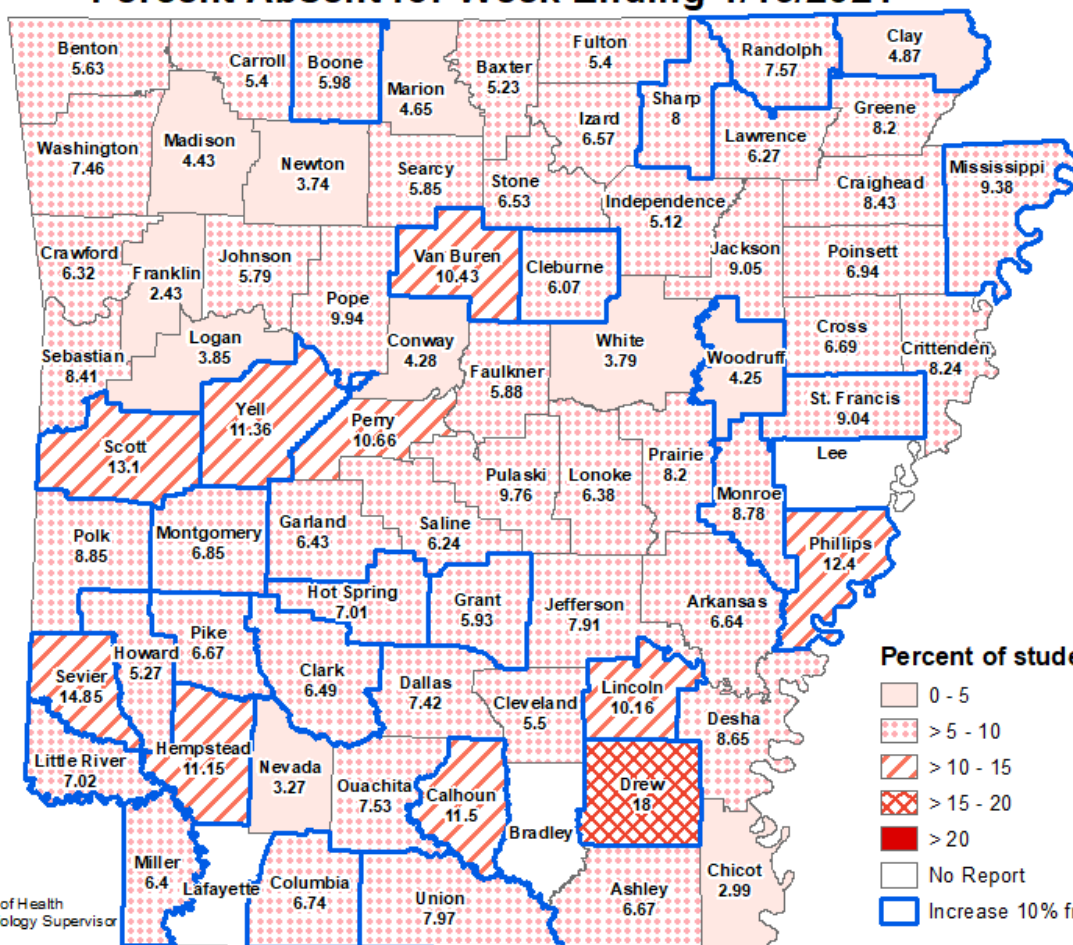 Benton
5.63
Carroll
5.4
Boone
5.98
Marion
4.65
Baxter
5.23
Fulton
5.4
Randolph
7.57
Clay
4.87
Sharp
8
Izard
6.57
Greene
8.2
Lawrence
6.27
Washington
7.46
Madison
4.43
Newton
3.74
Searcy
5.85
Stone
6.53
Independence
5.12
Mississippi
9.38
Craighead
8.43
Crawford
6.32
Franklin
2.43
Johnson
5.79
Van Buren
10.43
Cleburne
6.07
Jackson
9.05
Poinsett
6.94
Pope
9.94
Logan
3.85
Conway
4.28
White
3.79
Woodruff
4.25
Cross
6.69
Crittenden
8.24
Sebastian
8.41
Faulkner
5.88
St. Francis
9.04
Yell
11.36
Perry
10.66
Scott
13.1
Pulaski
9.76
Lonoke
6.38
Prairie
8.2
Lee
Monroe
8.78
Polk
8.85
Montgomery
6.85
Garland
6.43
Saline
6.24
Phillips
12.4
Hot Spring
7.01
Grant
5.93
Jefferson
7.91
Arkansas
6.64
Pike
6.67
Howard
5.27
Sevier
14.85
Clark
6.49
Dallas
7.42
Cleveland
5.5
Lincoln
10.16
Desha
8.65
Little River
7.02
Hempstead
11.15
Nevada
3.27
Ouachita
7.53
Calhoun
11.5
Bradley
Drew
18
Miller
6.4
Lafayette
Columbia
6.74
Union
7.97
Ashley
6.67
Chicot
2.99
Percent of stude
0 - 5
> 5 - 10
> 10 - 15
> 15 - 20
> 20
No Report
Increase 10% f
of Health
ology Supervisor